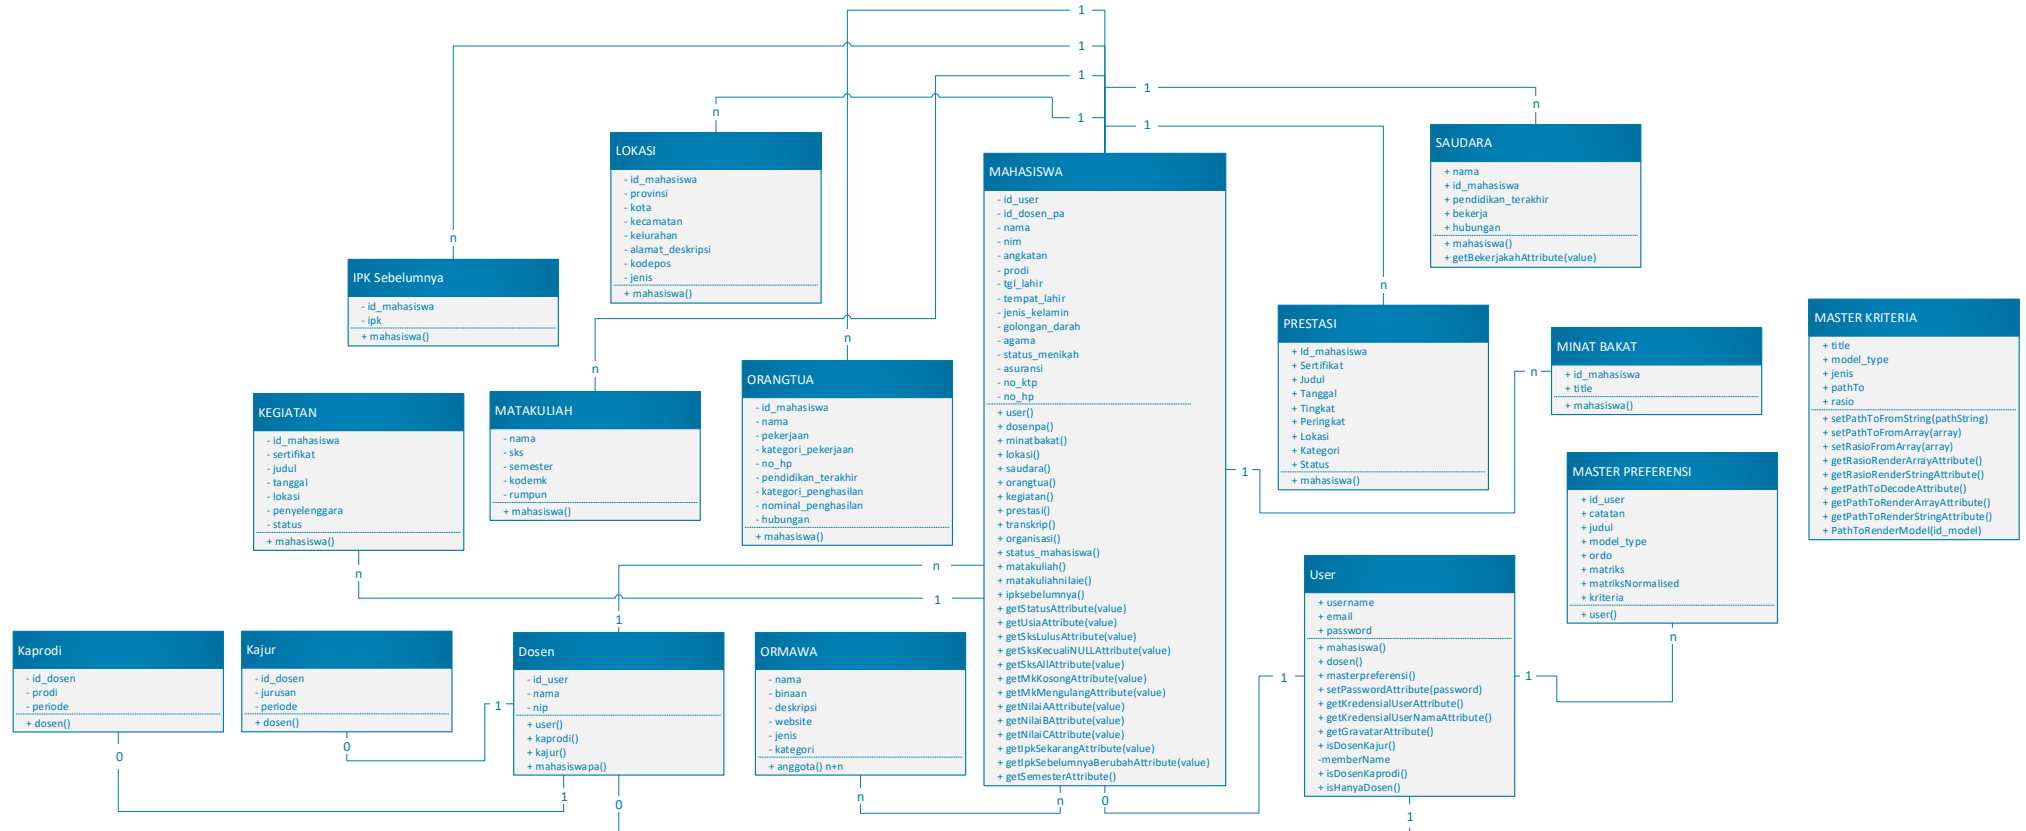 1
1
1
1
1
1
n
n
n
n
n
n
n
LOKASI
- id_mahasiswa
- provinsi
- kota
- kecamatan
- kelurahan
- alamat_deskripsi
- kodepos
- jenis
+ mahasiswa()
SAUDARA
+ nama
+ id_mahasiswa
+ pendidikan_terakhir
+ bekerja
+ hubungan
+ mahasiswa()
+ getBekerjakahAttribute(value)
MAHASISWA
- id_user
- id_dosen_pa
- nama
- nim
- angkatan
- prodi
- tgl_lahir
- tempat_lahir
- jenis_kelamin
- golongan_darah
- agama
- status_menikah
- asuransi
- no_ktp
- no_hp
+ user()
+ dosenpa()
+ minatbakat()
+ lokasi()
+ saudara()
+ orangtua()
+ kegiatan()
+ prestasi()
+ transkrip()
+ organisasi()
+ status_mahasiswa()
+ matakuliah()
+ matakuliahnilaie()
+ ipksebelumnya()
+ getStatusAttribute(value)
+ getUsiaAttribute(value)
+ getSksLulusAttribute(value)
+ getSksKecualiNULLAttribute(value)
+ getSksAllAttribute(value)
+ getMkKosongAttribute(value)
+ getMkMengulangAttribute(value)
+ getNilaiAAttribute(value)
+ getNilaiBAttribute(value)
+ getNilaiCAttribute(value)
+ getIpkSekarangAttribute(value)
+ getIpkSebelumnyaBerubahAttribute(value)
+ getSemesterAttribute()
IPK Sebelumnya
- id_mahasiswa
- ipk
+ mahasiswa()
PRESTASI
+ Id_mahasiswa
+ Sertifikat
+ Judul
+ Tanggal
+ Tingkat
+ Peringkat
+ Lokasi
+ Kategori
+ Status
+ mahasiswa()
MINAT BAKAT
+ id_mahasiswa
+ title
+ mahasiswa()
MASTER KRITERIA
+ title
+ model_type
+ jenis
+ pathTo
+ rasio
+ setPathToFromString(pathString)
+ setPathToFromArray(array)
+ setRasioFromArray(array)
+ getRasioRenderArrayAttribute()
+ getRasioRenderStringAttribute()
+ getPathToDecodeAttribute()
+ getPathToRenderArrayAttribute()
+ getPathToRenderStringAttribute()
+ PathToRenderModel(id_model)
KEGIATAN
- id_mahasiswa
- sertifikat
- judul
- tanggal
- lokasi
- penyelenggara
- status
+ mahasiswa()
MATAKULIAH
- nama
- sks
- semester
- kodemk
- rumpun
+ mahasiswa()
ORANGTUA
- id_mahasiswa
- nama
- pekerjaan
- kategori_pekerjaan
- no_hp
- pendidikan_terakhir
- kategori_penghasilan
- nominal_penghasilan
- hubungan
+ mahasiswa()
MASTER PREFERENSI
+ id_user
+ catatan
+ judul
+ model_type
+ ordo
+ matriks
+ matriksNormalised
+ kriteria
+ user()
1
n
n
1
1
User
+ username
+ email
+ password
+ mahasiswa()
+ dosen()
+ masterpreferensi()
+ setPasswordAttribute(password)
+ getKredensialUserAttribute()
+ getKredensialUserNamaAttribute()
+ getGravatarAttribute()
+ isDosenKajur()
-memberName
+ isDosenKaprodi()
+ isHanyaDosen()
n
1
1
Kaprodi
- id_dosen
- prodi
- periode
+ dosen()
Kajur
- id_dosen
- jurusan
- periode
+ dosen()
Dosen
- id_user
- nama
- nip
+ user()
+ kaprodi()
+ kajur()
+ mahasiswapa()
ORMAWA
- nama
- binaan
- deskripsi
- website
- jenis
- kategori
+ anggota() n+n
1
0
0
1
0
n
n
0
1